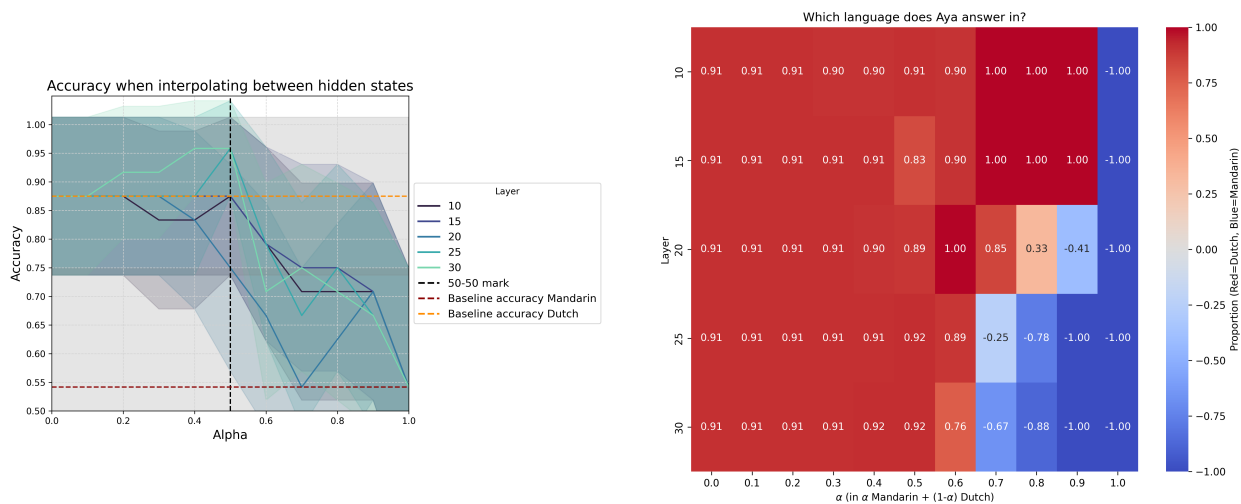 Accuracy when interpolating between hidden states
Accuracy
1.00
0.95
0.90
0.85
0.80
0.75
0.70
0.65
0.60
0.55
0.50
0.0 0.2 0.4 0.6 0.8 1.0
Alpha
Layer
10
15
20
25
30
50-50 mark
Baseline accuracy Mandarin
Baseline accuracy Dutch
Which language does Aya answer in?
Layer
10 0.91 0.91 0.91 0.90 0.90 0.91 0.90 1.00 1.00 1.00 -1.00
15 0.91 0.91 0.91 0.91 0.91 0.83 0.90 1.00 1.00 1.00 -1.00
20 0.91 0.91 0.91 0.91 0.90 0.89 1.00 0.85 0.33 -0.41 -1.00
25 0.91 0.91 0.91 0.91 0.91 0.92 0.89 -0.25 -0.78 -1.00 -1.00
30 0.91 0.91 0.91 0.91 0.92 0.92 0.76 -0.67 -0.88 -1.00 -1.00
0.0 0.1 0.2 0.3 0.4 0.5 0.6 0.7 0.8 0.9 1.0
α (in α Mandarin + (1-α) Dutch)
1.00
0.75
0.50
0.25
0.00
−0.25
−0.50
−0.75
−1.00
Proportion (Red=Dutch, Blue=Mandarin)